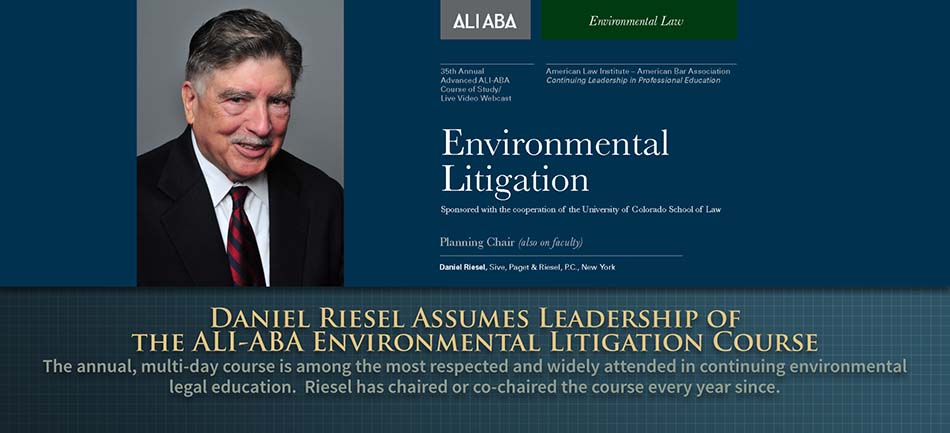 ALI ABA
Environmental Law
35th Annual
Advanced ALI-ABA
Course of Study/
Live Video Webcast
American Law Institute – American Bar Association
Continuing Leadership in Professional Education
Environmental
Litigation
Sponsored with the cooperation of the University of Colorado School of Law
Planning Chair (also on faculty)
Daniel Riesel, Sive, Paget & Riesel, P.C., New York
Daniel Riesel Assumes Leadership of
the ALI-ABA Environmental Litigation Course
The annual, multi-day course is among the most respected and widely attended in continuing environmental
legal education.  Riesel has chaired or co-chaired the course every year since.